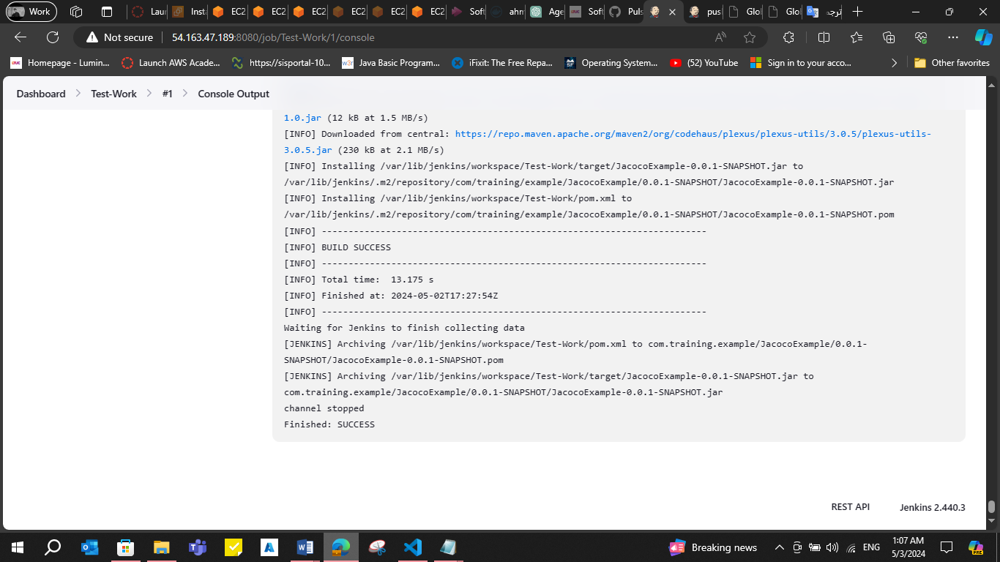 Work
Laun
Insta
EC2
EC2
EC2
EC2
EC2
EC2
Soft
ahm
Age
Soft
Puls
pus
Glo
Glo
ترجم
Not secure
54.163.47.189:8080/job/Test-Work/1/console
Homepage - Lumin...
Launch AWS Acade...
https://sisportal-10...
Java Basic Program...
iFixit: The Free Repa...
Operating System...
(52) YouTube
Sign in to your acco...
Other favorites
Dashboard > Test-Work > #1 > Console Output
1.0.jar (12 kB at 1.5 MB/s)
[INFO] Downloaded from central: https://repo.maven.apache.org/maven2/org/codehaus/plexus/plexus-utils/3.0.5/plexus-utils-
3.0.5.jar (230 kB at 2.1 MB/s)
[INFO] Installing /var/lib/jenkins/workspace/Test-Work/target/JacocoExample-0.0.1-SNAPSHOT.jar to
/var/lib/jenkins/.m2/repository/com/training/example/JacocoExample/0.0.1-SNAPSHOT/JacocoExample-0.0.1-SNAPSHOT.jar
[INFO] Installing /var/lib/jenkins/workspace/Test-Work/pom.xml to
/var/lib/jenkins/.m2/repository/com/training/example/JacocoExample/0.0.1-SNAPSHOT/JacocoExample-0.0.1-SNAPSHOT.pom
[INFO] ------------------------------------------------------------------------
[INFO] BUILD SUCCESS
[INFO] ------------------------------------------------------------------------
[INFO] Total time:  13.175 s
[INFO] Finished at: 2024-05-02T17:27:54Z
[INFO] ------------------------------------------------------------------------
Waiting for Jenkins to finish collecting data
[JENKINS] Archiving /var/lib/jenkins/workspace/Test-Work/pom.xml to com.training.example/JacocoExample/0.0.1-
SNAPSHOT/JacocoExample-0.0.1-SNAPSHOT.pom
[JENKINS] Archiving /var/lib/jenkins/workspace/Test-Work/target/JacocoExample-0.0.1-SNAPSHOT.jar to
com.training.example/JacocoExample/0.0.1-SNAPSHOT/JacocoExample-0.0.1-SNAPSHOT.jar
channel stopped
Finished: SUCCESS
REST API
Jenkins 2.440.3
Breaking news
ENG
1:07 AM
5/3/2024